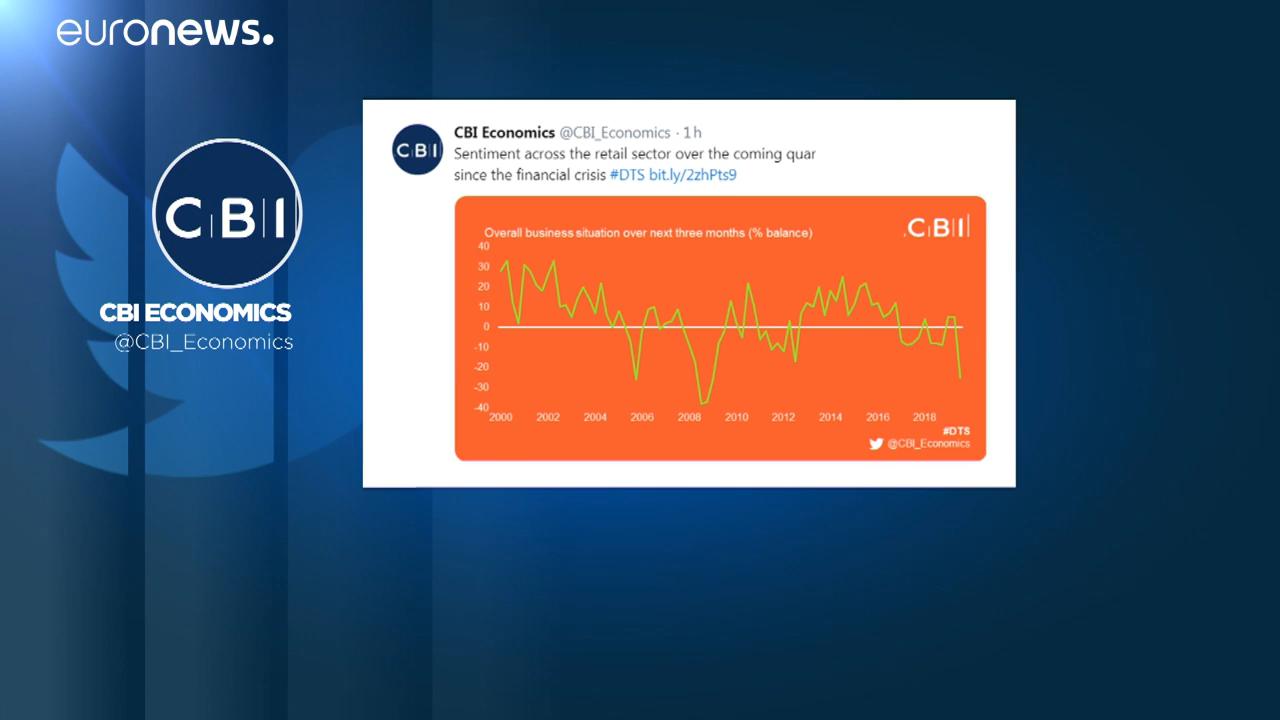 euronews.
CBI
CBI ECONOMICS
@CBI_Economics
CBI
CBI Economics @CBI_Economics · 1 h
Sentiment across the retail sector over the coming quar
since the financial crisis #DTS bit.ly/2zhPts9
CBI
Overall business situation over next three months (% balance)
40
30
20
10
0
-10
-20
-30
-40
2000 2002 2004 2006 2008 2010 2012 2014 2016 2018
#DTS
@CBI_Economics